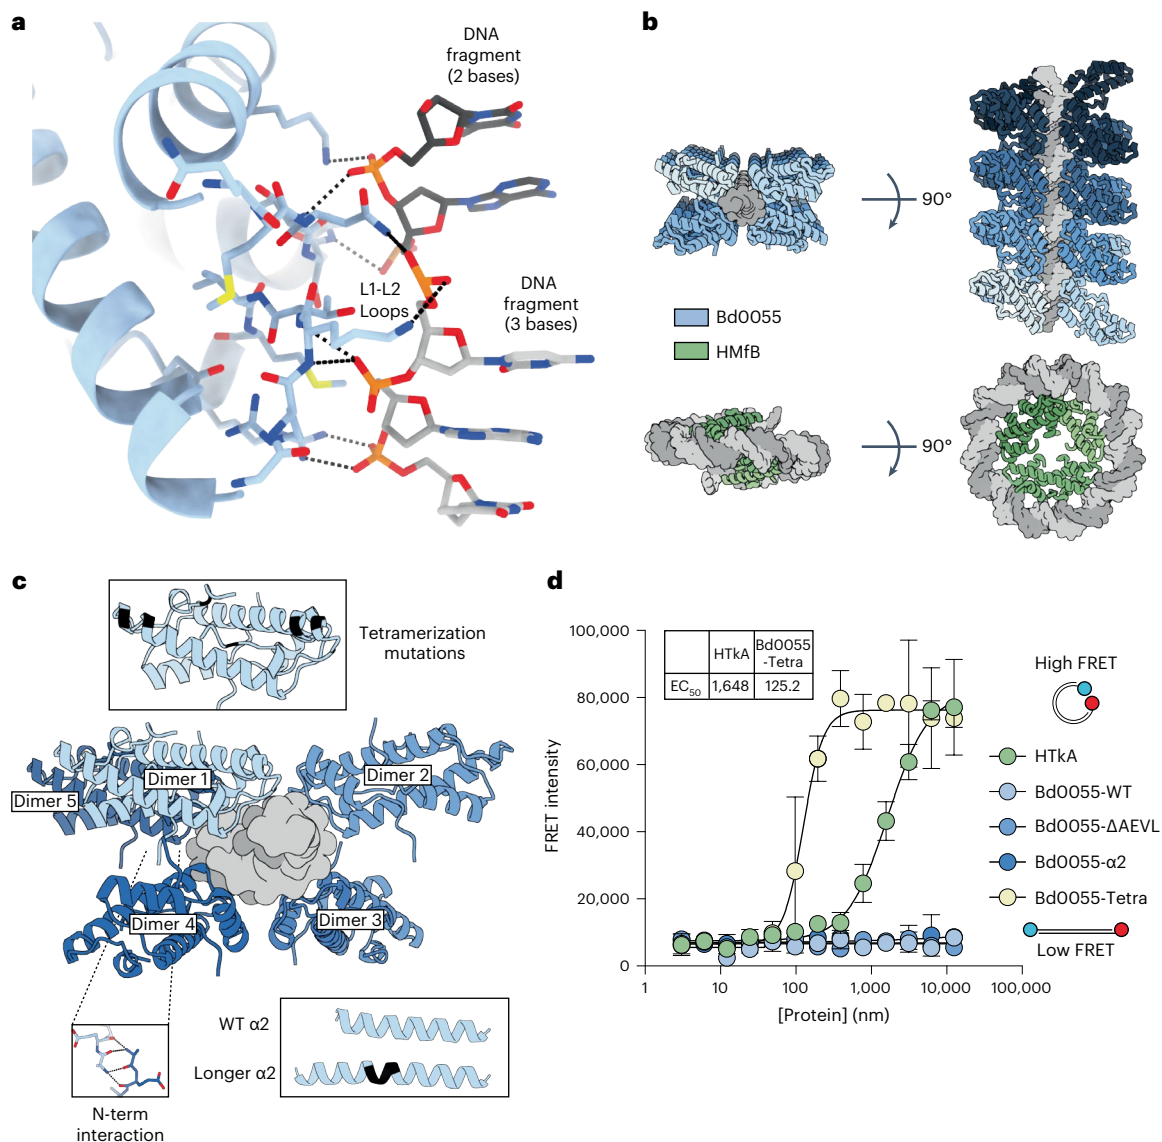 a
DNA
fragment
(2 bases)
L1-L2
Loops
DNA
fragment
(3 bases)
b
90°
Bd0055
HMfB
90°
c
Tetramerization
mutations
Dimer 1
Dimer 2
Dimer 5
Dimer 4
Dimer 3
WT α2
Longer α2
N-term
interaction
d
100,000
80,000
60,000
40,000
20,000
0
FRET intensity
HTkA
Bd0055
-Tetra
EC50
1,648
125.2
1
10
100
1,000
10,000
100,000
[Protein] (nm)
High FRET
HTkA
Bd0055-WT
Bd0055-ΔAEVL
Bd0055-α2
Bd0055-Tetra
Low FRET